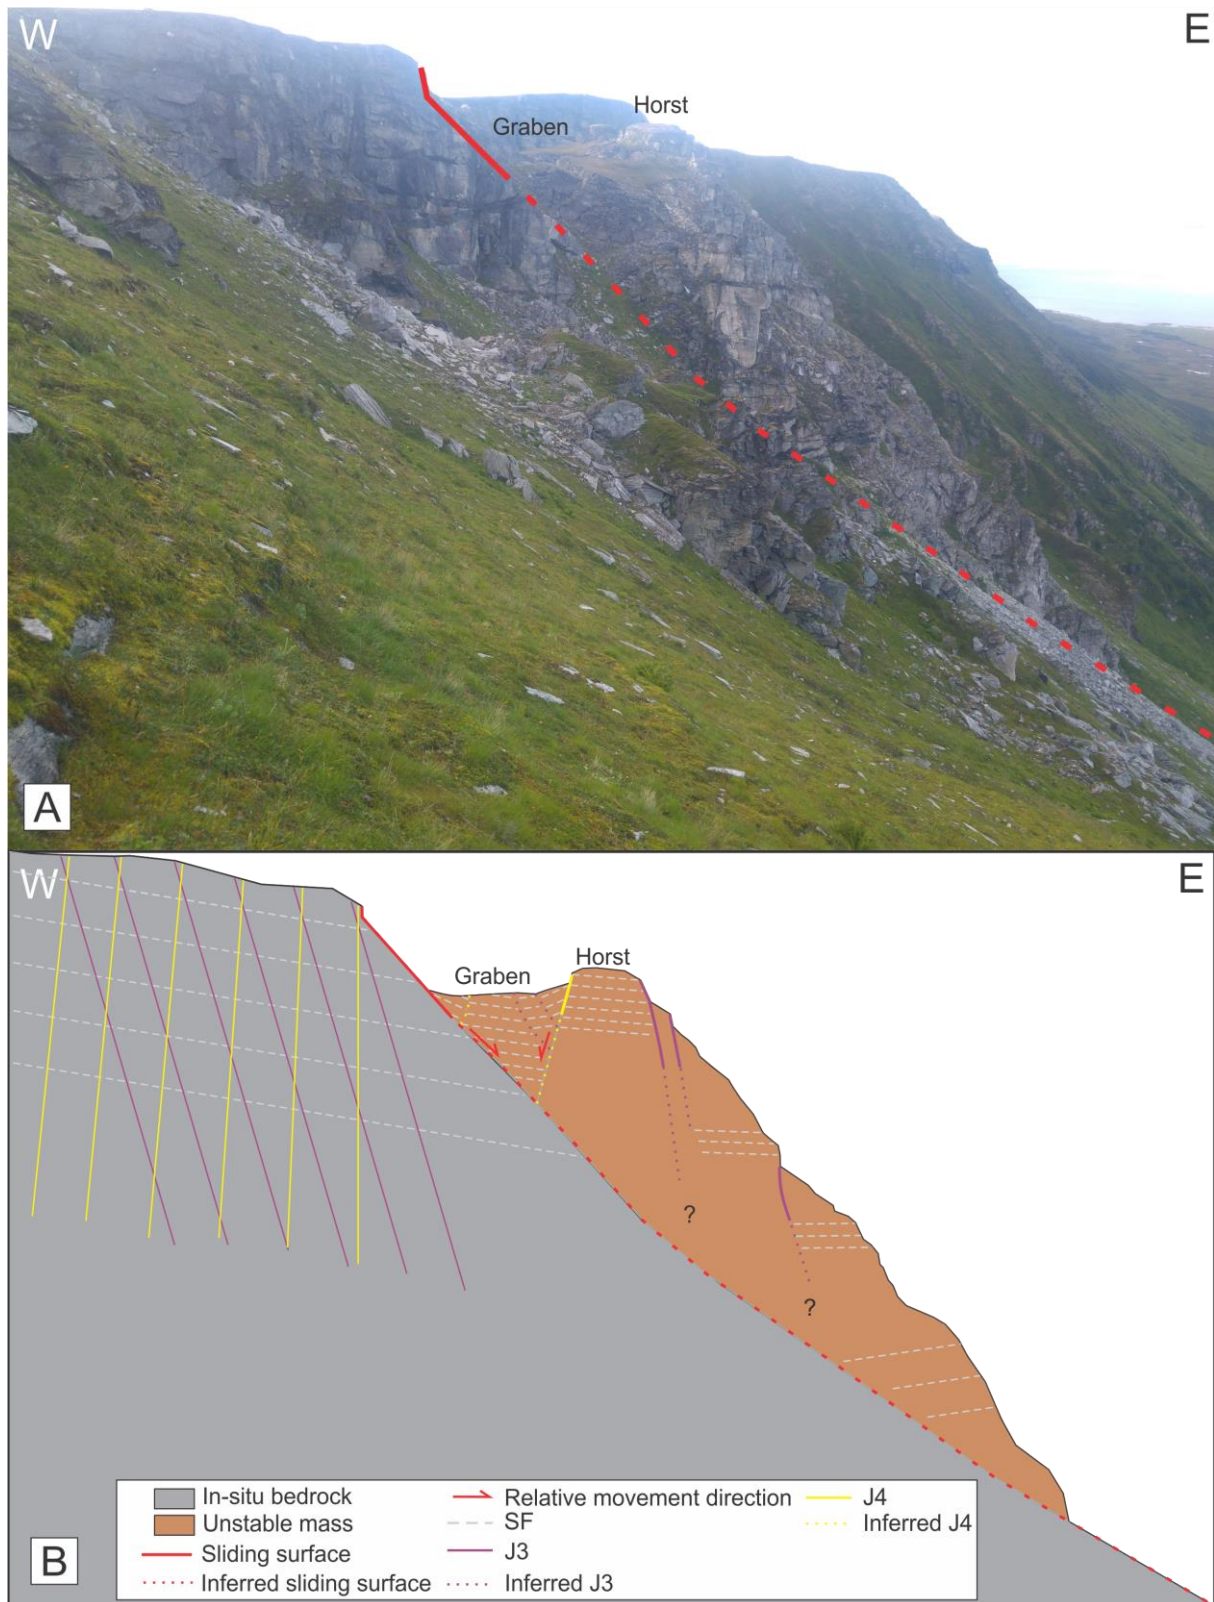 W E
Horst
Graben
A
W E
Horst
Graben
?
?
In-situ bedrock Relative movement direction J4
Unstable mass SF Inferred J4
Sliding surface J3
Inferred sliding surface Inferred J3
B